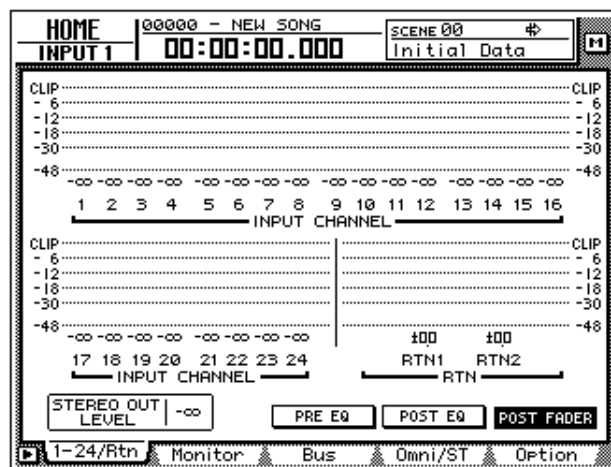 HOME
INPUT 1
00000 - NEW SONG
00:00:00.000
SCENE 00
Initial Data
M
CLIP CLIP
- 6 - 6
-12 -12
-18 -18
-30 -30
-48 -48
-∞ -∞ -∞ -∞ -∞ -∞ -∞ -∞ -∞ -∞ -∞ -∞ -∞ -∞ -∞ -∞
1 2 3 4 5 6 7 8 9 10 11 12 13 14 15 16
INPUT CHANNEL
CLIP CLIP
- 6 - 6
-12 -12
-18 -18
-30 -30
-48 -48
-∞ -∞ -∞ -∞ -∞ -∞ -∞ -∞
17 18 19 20 21 22 23 24
RTN1 RTN2
INPUT CHANNEL
RTN
STEREO OUT LEVEL -∞
PRE EQ POST EQ POST FADER
1-24/Rtn Monitor Bus Omni/ST Option